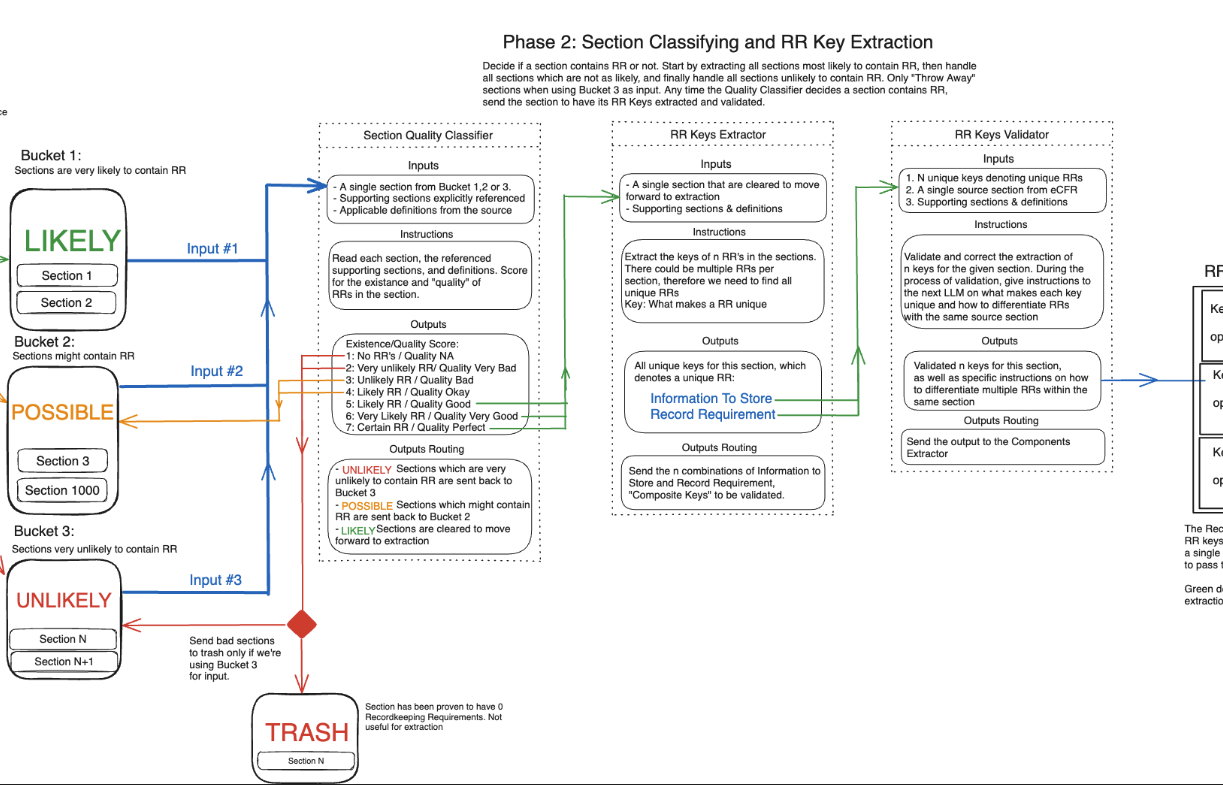 Phase 2: Section Classifying and RR Key Extraction
Decide if a section contains RR or not. Start by extracting all sections most likely to contain RR, then handle
all sections which are not as likely, and finally handle all sections unlikely to contain RR. Only "Throw Away"
sections when using Bucket 3 as input. Any time the Quality Classifier decides a section contains RR,
send the section to have its RR Keys extracted and validated.
ce
Bucket 1:
Sections are very likely to contain RR
LIKELY
Section 1
Section 2
Input #1
Bucket 2:
Sections might contain RR
POSSIBLE
Section 3
Section 1000
Input #2
Bucket 3:
Sections very unlikely to contain RR
UNLIKELY
Section N
Section N+1
Input #3
Send bad sections
to trash only if we're
using Bucket 3
for input.
TRASH
Section N
Section has been proven to have 0
Recordkeeping Requirements. Not
useful for extraction
Section Quality Classifier
Inputs
- A single section from Bucket 1,2 or 3.
- Supporting sections explicitly referenced
- Applicable definitions from the source
Instructions
Read each section, the referenced
supporting sections, and definitions. Score
for the existance and "quality" of
RRs in the section.
Outputs
Existence/Quality Score:
1: No RR's / Quality NA
2: Very unlikely RR/ Quality Very Bad
3: Unlikely RR / Quality Bad
4: Likely RR / Quality Okay
5: Likely RR / Quality Good
6: Very Likely RR / Quality Very Good
7: Certain RR / Quality Perfect
Outputs Routing
- UNLIKELY Sections which are very
unlikely to contain RR are sent back to
Bucket 3
- POSSIBLE Sections which might contain
RR are sent back to Bucket 2
- LIKELY Sections are cleared to move
forward to extraction
RR Keys Extractor
Inputs
- A single section that are cleared to move
forward to extraction
- Supporting sections & definitions
Instructions
Extract the keys of n RR's in the sections.
There could be multiple RRs per
section, therefore we need to find all
unique RRs
Key: What makes a RR unique
Outputs
All unique keys for this section, which
denotes a unique RR:
Information To Store
Record Requirement
Outputs Routing
Send the n combinations of Information to
Store and Record Requirement,
"Composite Keys" to be validated.
RR Keys Validator
Inputs
1. N unique keys denoting unique RRs
2. A single source section from eCFR
3. Supporting sections & definitions
Instructions
Validate and correct the extraction of
n keys for the given section. During the
process of validation, give instructions to
the next LLM on what makes each key
unique and how to differentiate RRs
with the same source section
Outputs
Validated n keys for this section,
as well as specific instructions on how
to differentiate multiple RRs within the
same section
Outputs Routing
Send the output to the Components
Extractor
RR
Ke
op
Ke
op
Ke
op
The Rec
RR keys
a single
to pass t
Green de
extractio